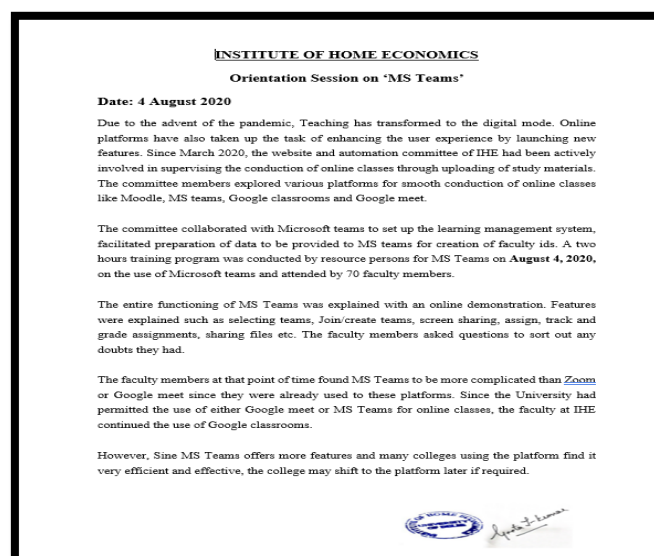 INSTITUTE OF HOME ECONOMICS
Orientation Session on ‘MS Teams’
Date: 4 August 2020
Due to the advent of the pandemic, Teaching has transformed to the digital mode. Online
platforms have also taken up the task of enhancing the user experience by launching new
features. Since March 2020, the website and automation committee of IHE had been actively
involved in supervising the conduction of online classes through uploading of study materials.
The committee members explored various platforms for smooth conduction of online classes
like Moodle, MS teams, Google classrooms and Google meet.
The committee collaborated with Microsoft teams to set up the learning management system,
facilitated preparation of data to be provided to MS teams for creation of faculty ids. A two
hours training program was conducted by resource persons for MS Teams on August 4, 2020,
on the use of Microsoft teams and attended by 70 faculty members.
The entire functioning of MS Teams was explained with an online demonstration. Features
were explained such as selecting teams, Join/create teams, screen sharing, assign, track and
grade assignments, sharing files etc. The faculty members asked questions to sort out any
doubts they had.
The faculty members at that point of time found MS Teams to be more complicated than Zoom
or Google meet since they were already used to these platforms. Since the University had
permitted the use of either Google meet or MS Teams for online classes, the faculty at IHE
continued the use of Google classrooms.
However, Sine MS Teams offers more features and many colleges using the platform find it
very efficient and effective, the college may shift to the platform later if required.